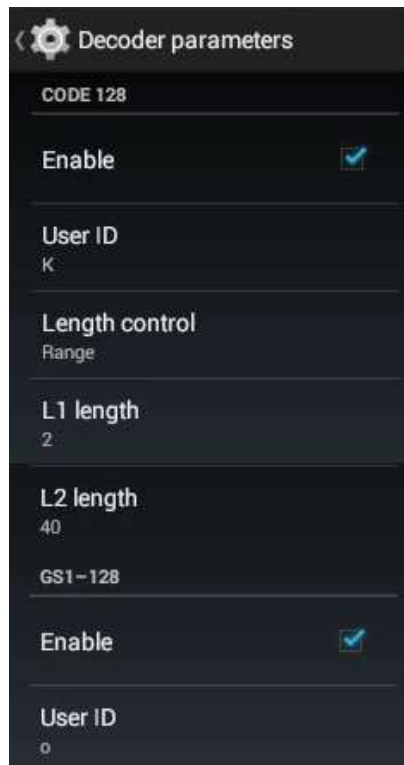 Decoder parameters
CODE 128
Enable
User ID
K
Length control
Range
L1 length
2
L2 length
40
GS1-128
Enable
User ID
o